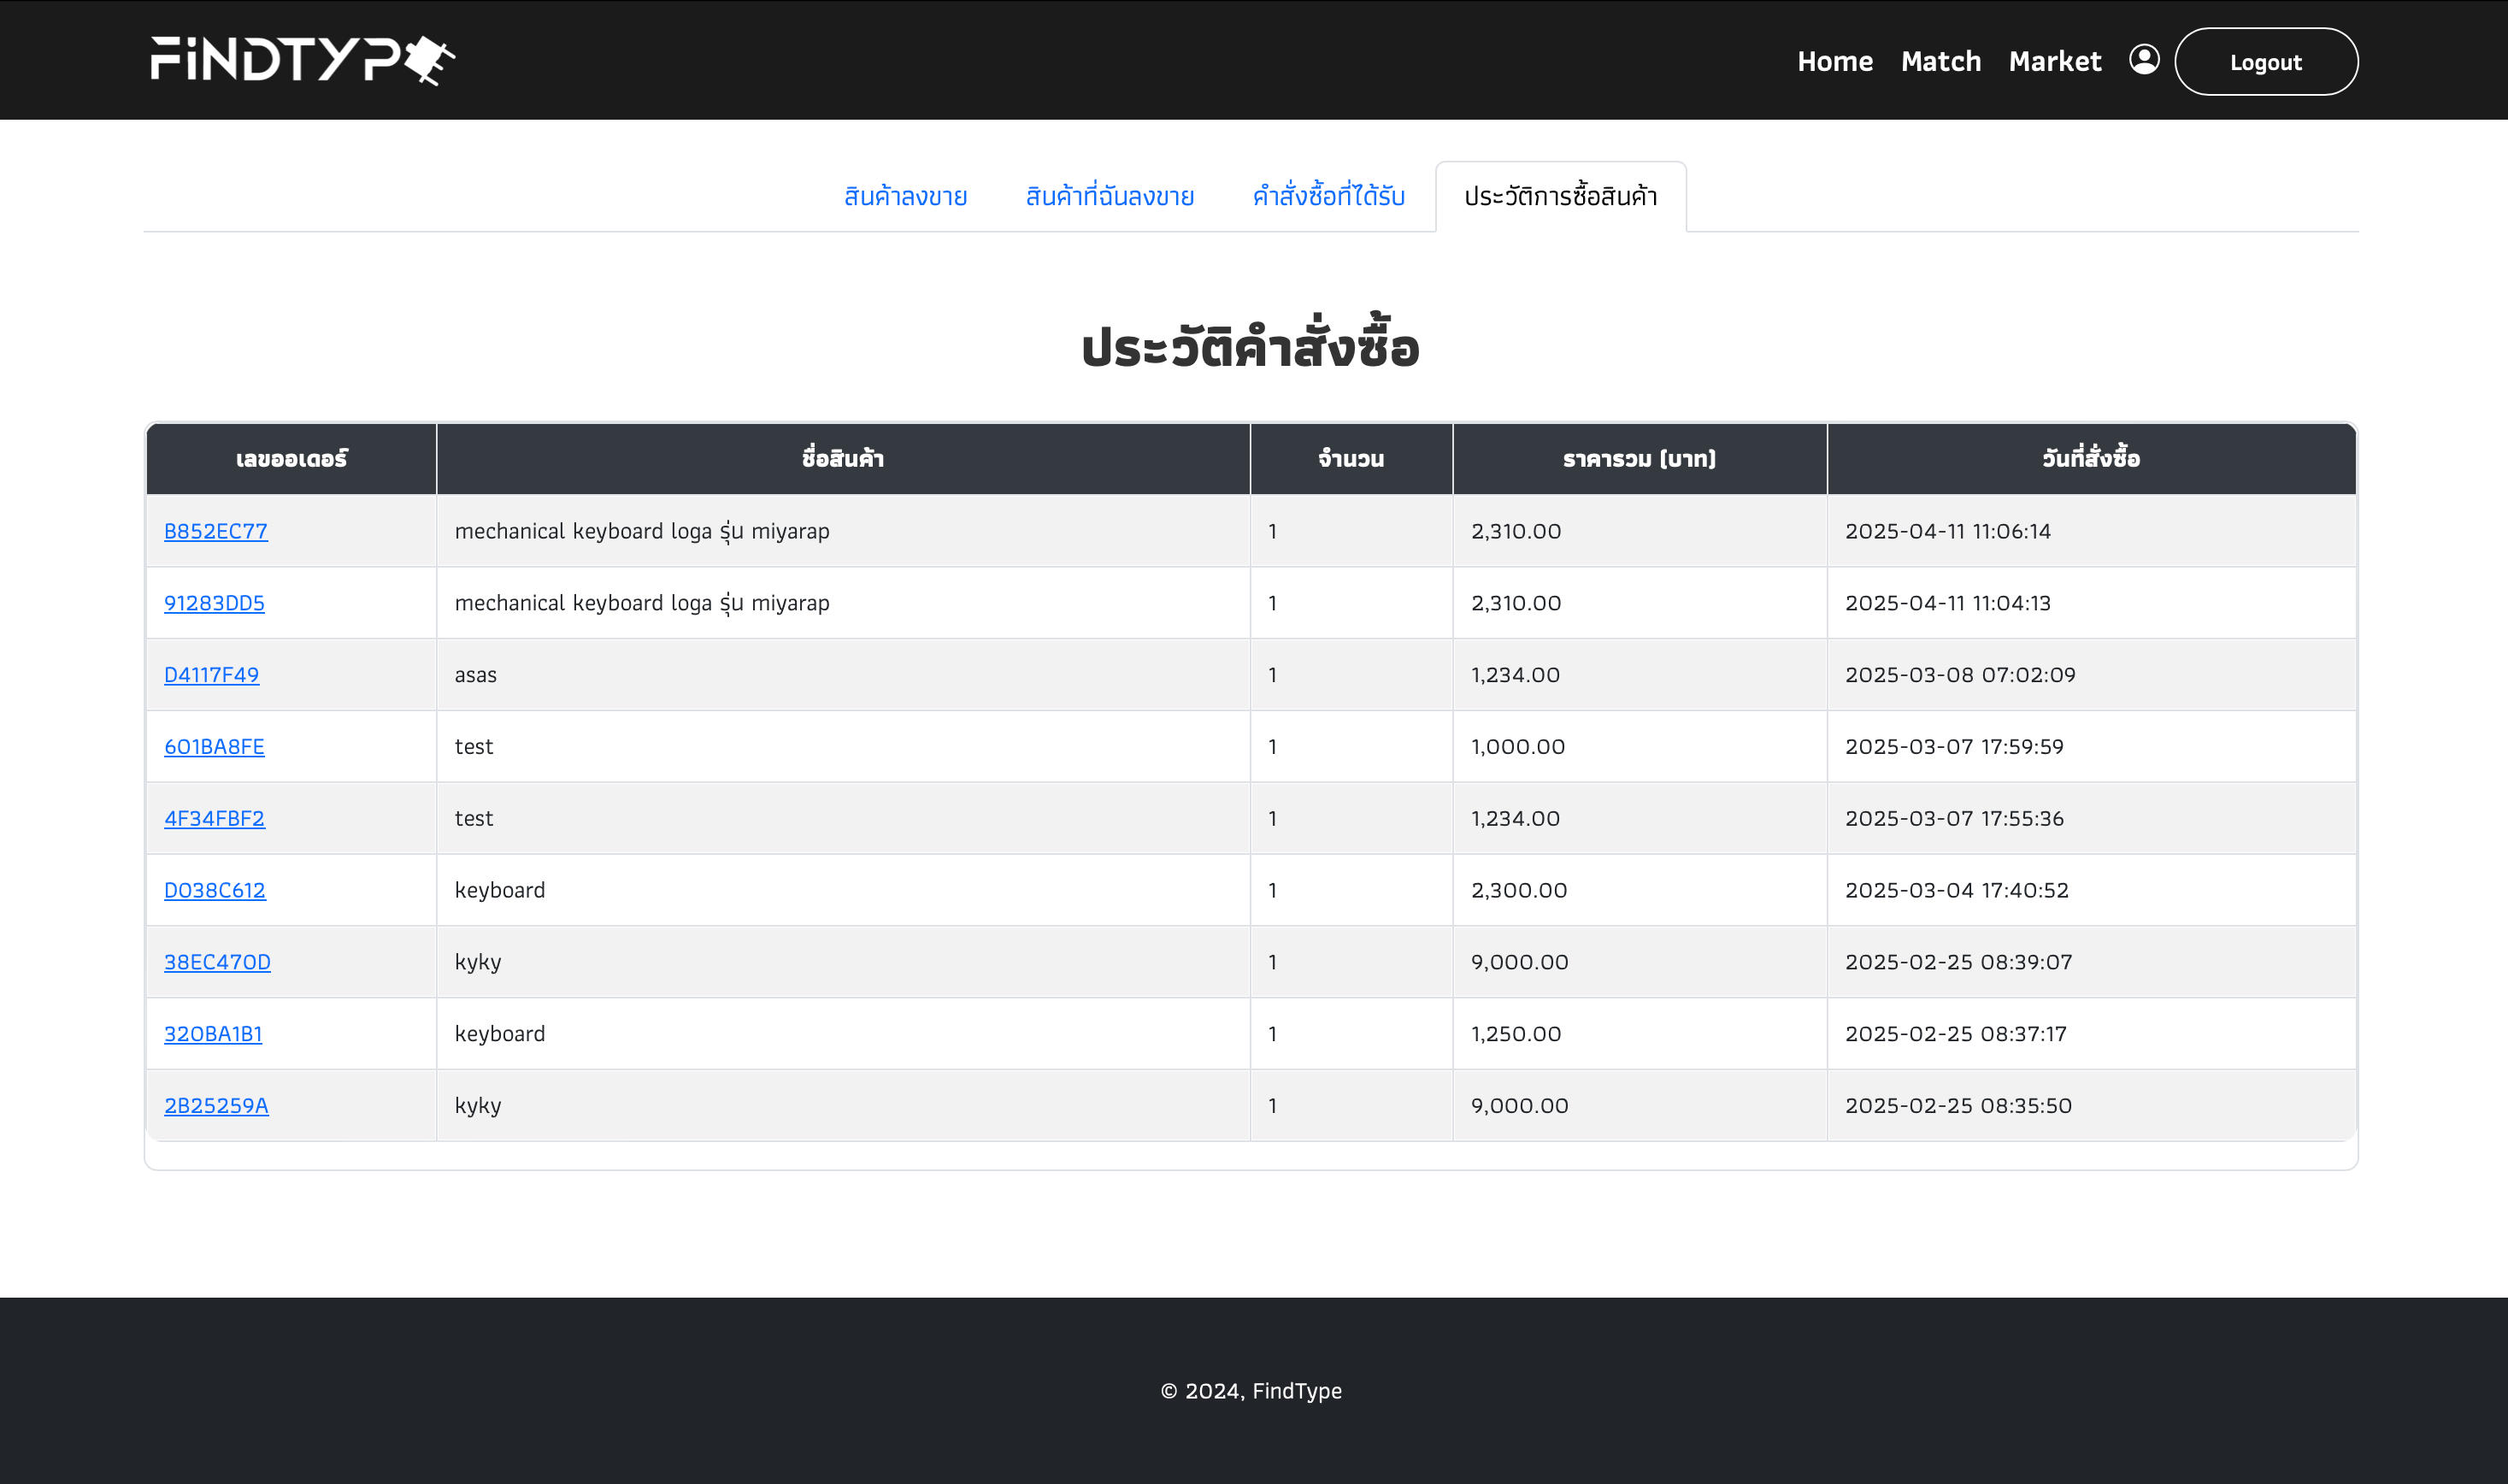 FiNDTYPE
Home Match Market Logout
สินค้าลงขาย สินค้าที่ฉันลงขาย คำสั่งซื้อที่ได้รับ ประวัติการซื้อสินค้า
ประวัติคำสั่งซื้อ
เลขออเดอร์ ชื่อสินค้า จำนวน ราคารวม (บาท) วันที่สั่งซื้อ
B852EC77 mechanical keyboard loga รุ่น miyarap 1 2,310.00 2025-04-11 11:06:14
91283DD5 mechanical keyboard loga รุ่น miyarap 1 2,310.00 2025-04-11 11:04:13
D4117F49 asas 1 1,234.00 2025-03-08 07:02:09
601BA8FE test 1 1,000.00 2025-03-07 17:59:59
4F34FBF2 test 1 1,234.00 2025-03-07 17:55:36
D038C612 keyboard 1 2,300.00 2025-03-04 17:40:52
38EC470D kyky 1 9,000.00 2025-02-25 08:39:07
320BA1B1 keyboard 1 1,250.00 2025-02-25 08:37:17
2B25259A kyky 1 9,000.00 2025-02-25 08:35:50
© 2024, FindType